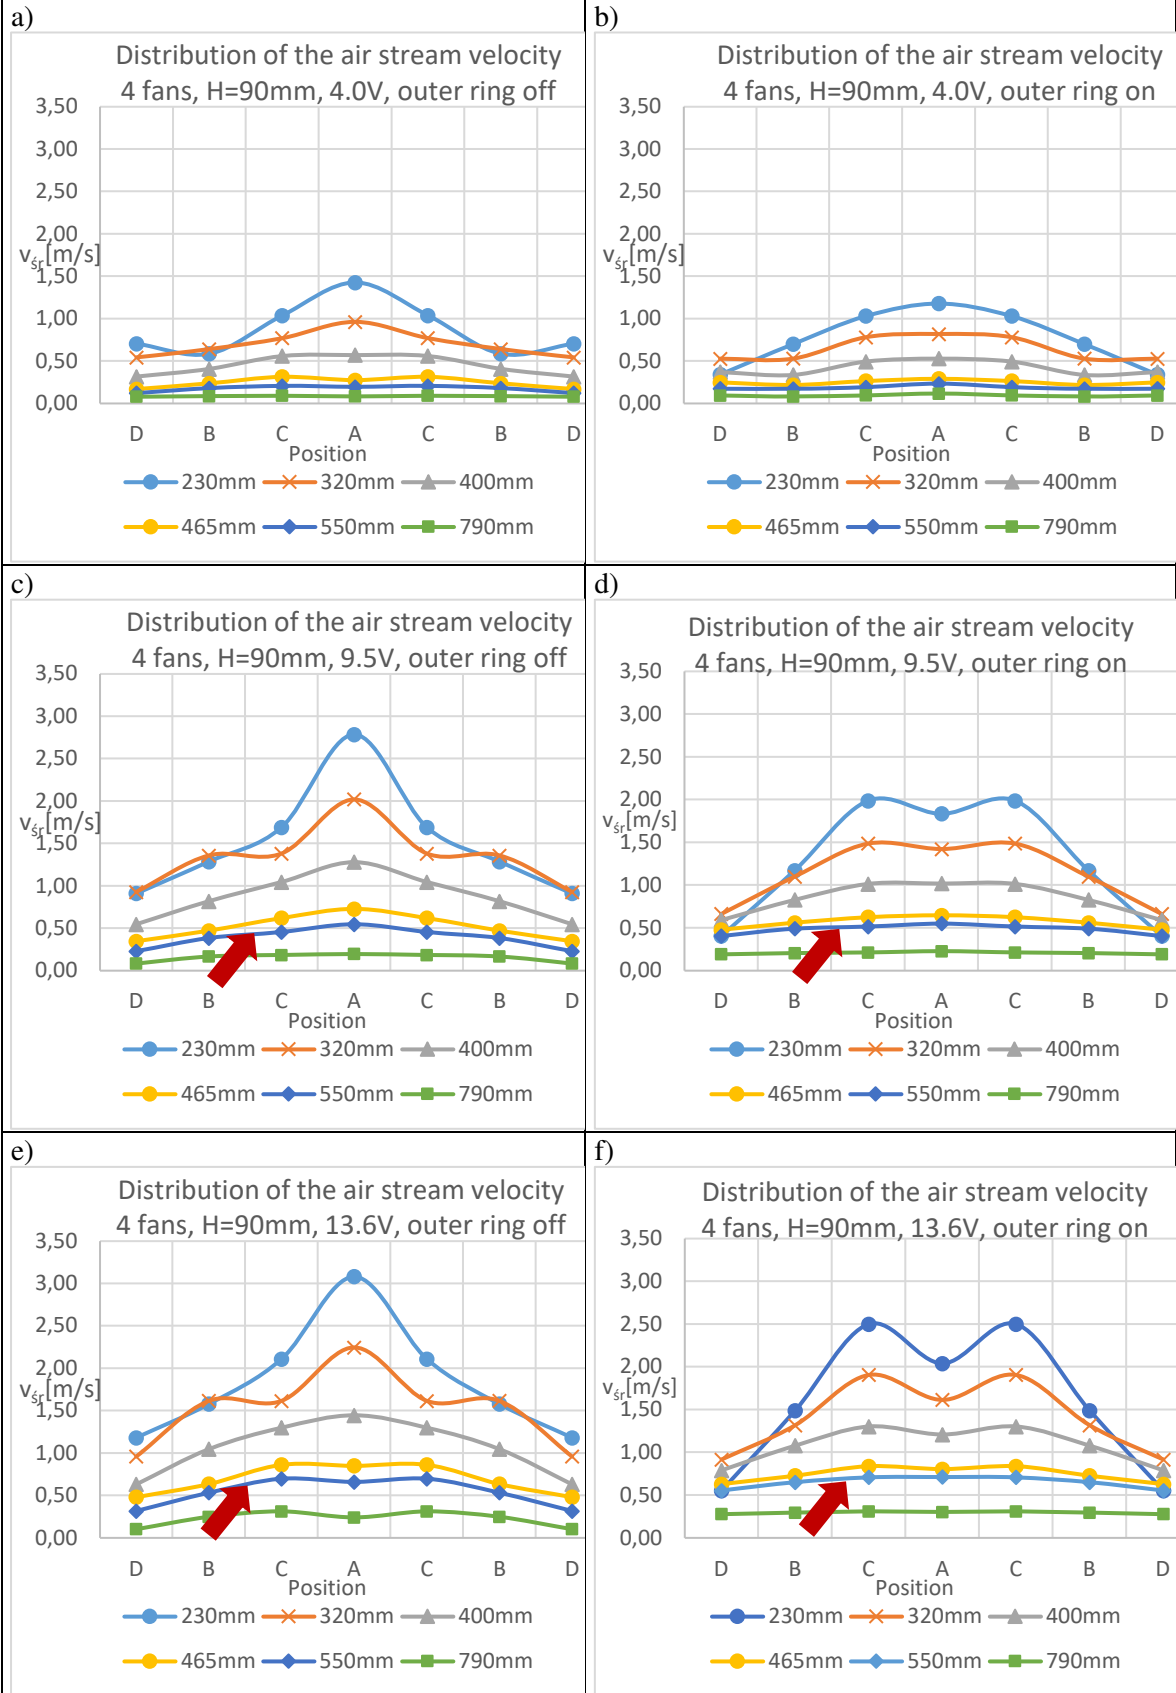 a)
Distribution of the air stream velocity
4 fans, H=90mm, 4.0V, outer ring off
3,50
3,00
2,50
2,00
v_śr[m/s]
1,50
1,00
0,50
0,00
D B C A C B D
Position
230mm 320mm 400mm
465mm 550mm 790mm
b)
Distribution of the air stream velocity
4 fans, H=90mm, 4.0V, outer ring on
3,50
3,00
2,50
2,00
v_śr[m/s]
1,50
1,00
0,50
0,00
D B C A C B D
Position
230mm 320mm 400mm
465mm 550mm 790mm
c)
Distribution of the air stream velocity
4 fans, H=90mm, 9.5V, outer ring off
3,50
3,00
2,50
2,00
v_śr[m/s]
1,50
1,00
0,50
0,00
D B C A C B D
Position
230mm 320mm 400mm
465mm 550mm 790mm
d)
Distribution of the air stream velocity
4 fans, H=90mm, 9.5V, outer ring on
3,50
3,00
2,50
2,00
v_śr[m/s]
1,50
1,00
0,50
0,00
D B C A C B D
Position
230mm 320mm 400mm
465mm 550mm 790mm
e)
Distribution of the air stream velocity
4 fans, H=90mm, 13.6V, outer ring off
3,50
3,00
2,50
2,00
v_śr[m/s]
1,50
1,00
0,50
0,00
D B C A C B D
Position
230mm 320mm 400mm
465mm 550mm 790mm
f)
Distribution of the air stream velocity
4 fans, H=90mm, 13.6V, outer ring on
3,50
3,00
2,50
2,00
v_śr[m/s]
1,50
1,00
0,50
0,00
D B C A C B D
Position
230mm 320mm 400mm
465mm 550mm 790mm